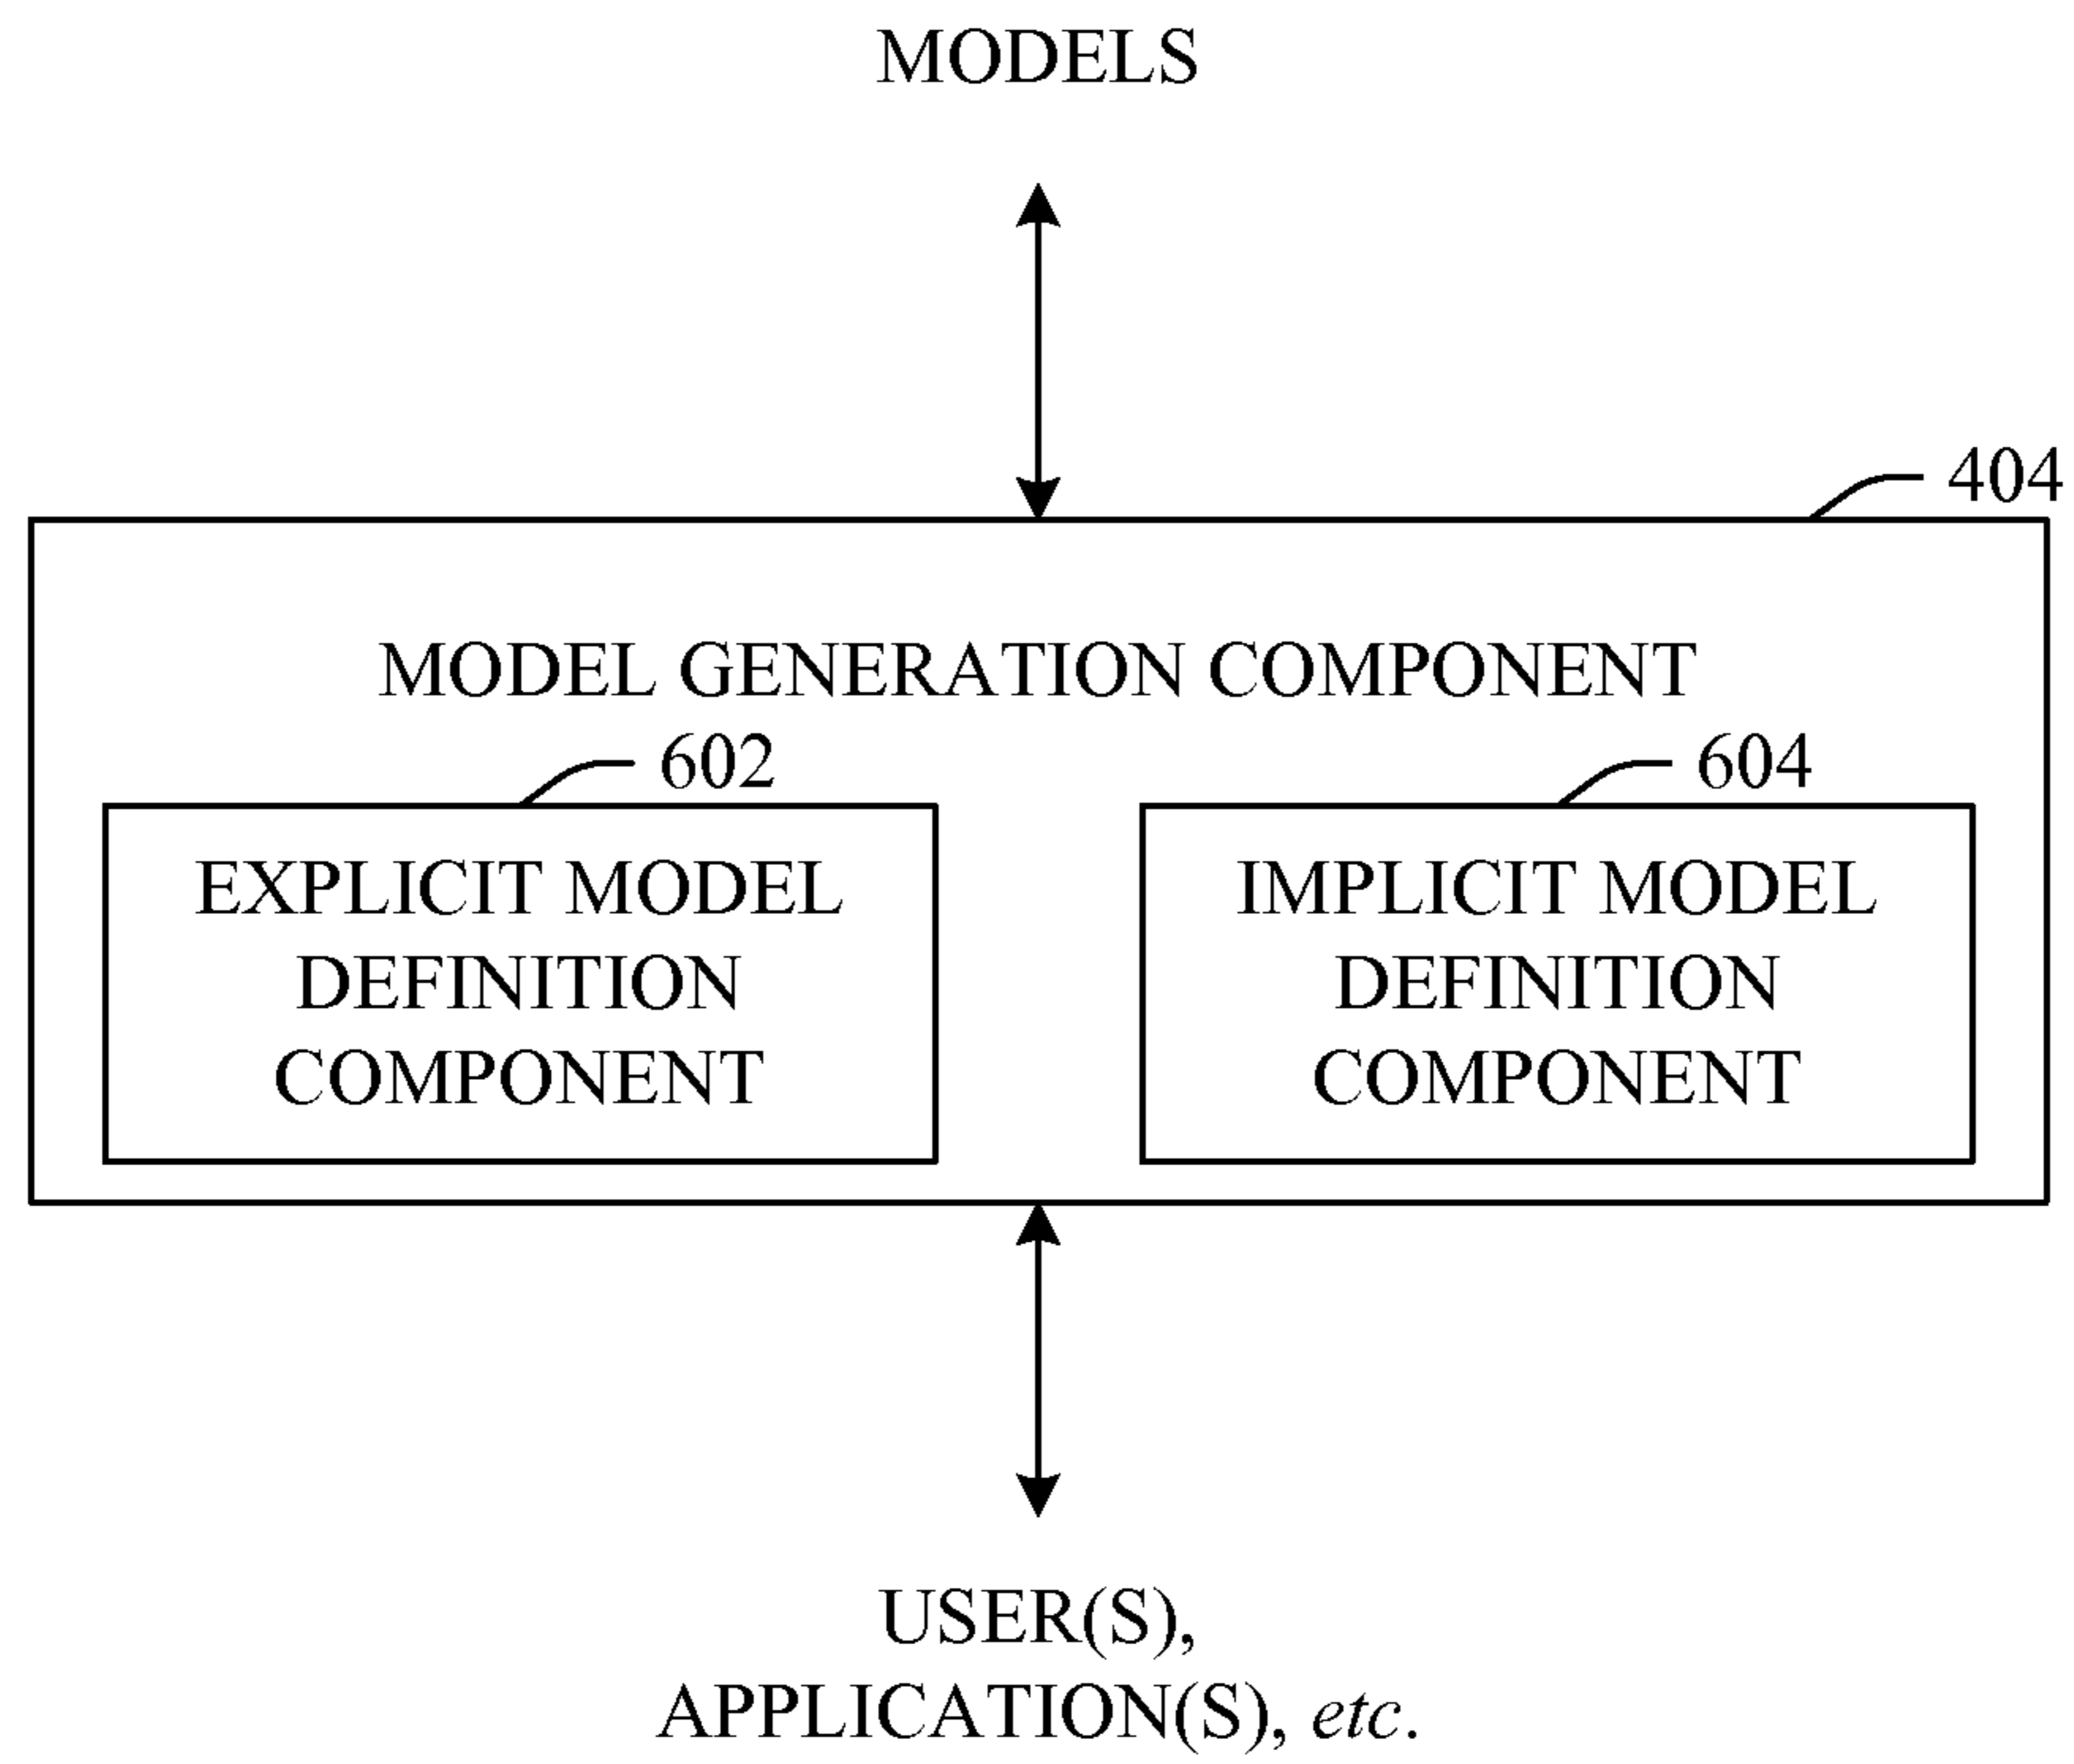 MODELS
404
MODEL GENERATION COMPONENT
602
604
EXPLICIT MODEL
DEFINITION
COMPONENT
IMPLICIT MODEL
DEFINITION
COMPONENT
USER(S),
APPLICATION(S), etc.